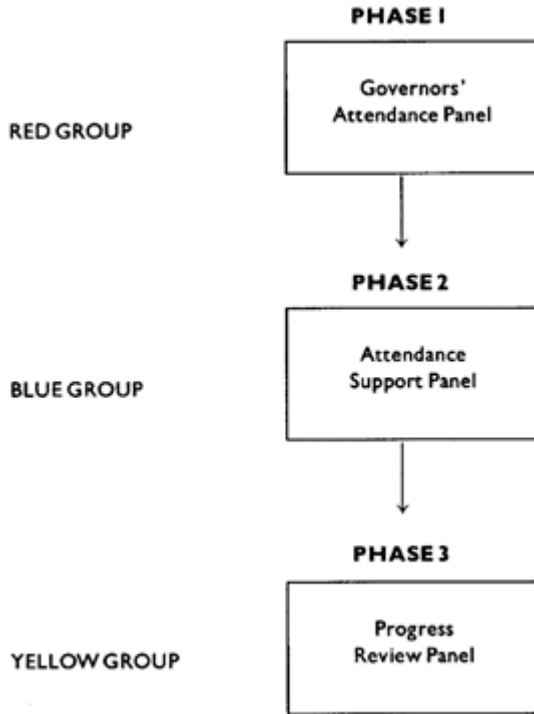 PHASE 1
Governors'
Attendance Panel
RED GROUP
PHASE 2
Attendance
Support Panel
BLUE GROUP
PHASE 3
Progress
Review Panel
YELLOW GROUP